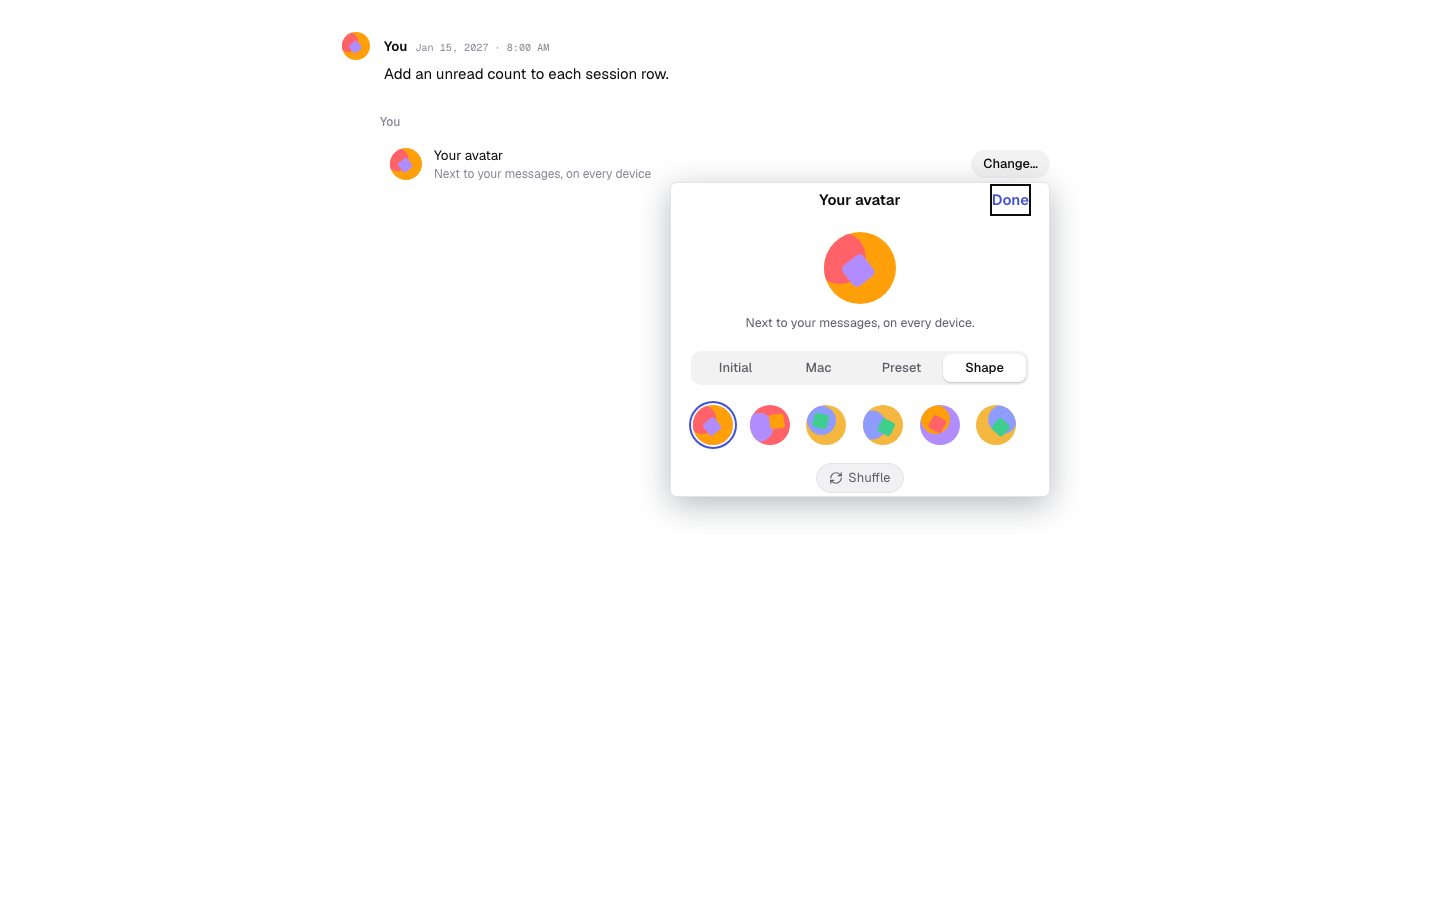 You Jan 15, 2027 · 8:00 AM
Add an unread count to each session row.
You
Your avatar
Next to your messages, on every device
Change...
Your avatar
Done
Next to your messages, on every device.
Initial Mac Preset Shape
Shuffle